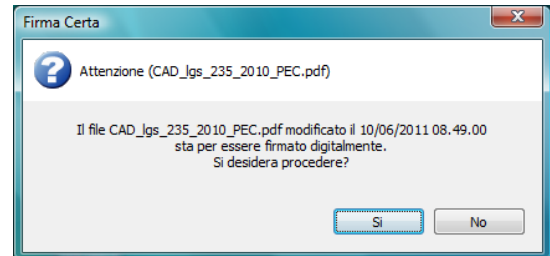 Firma Certa
Attenzione (CAD_lgs_235_2010_PEC.pdf)
Il file CAD_lgs_235_2010_PEC.pdf modificato il 10/06/2011 08.49.00
sta per essere firmato digitalmente.
Si desidera procedere?
Si
No